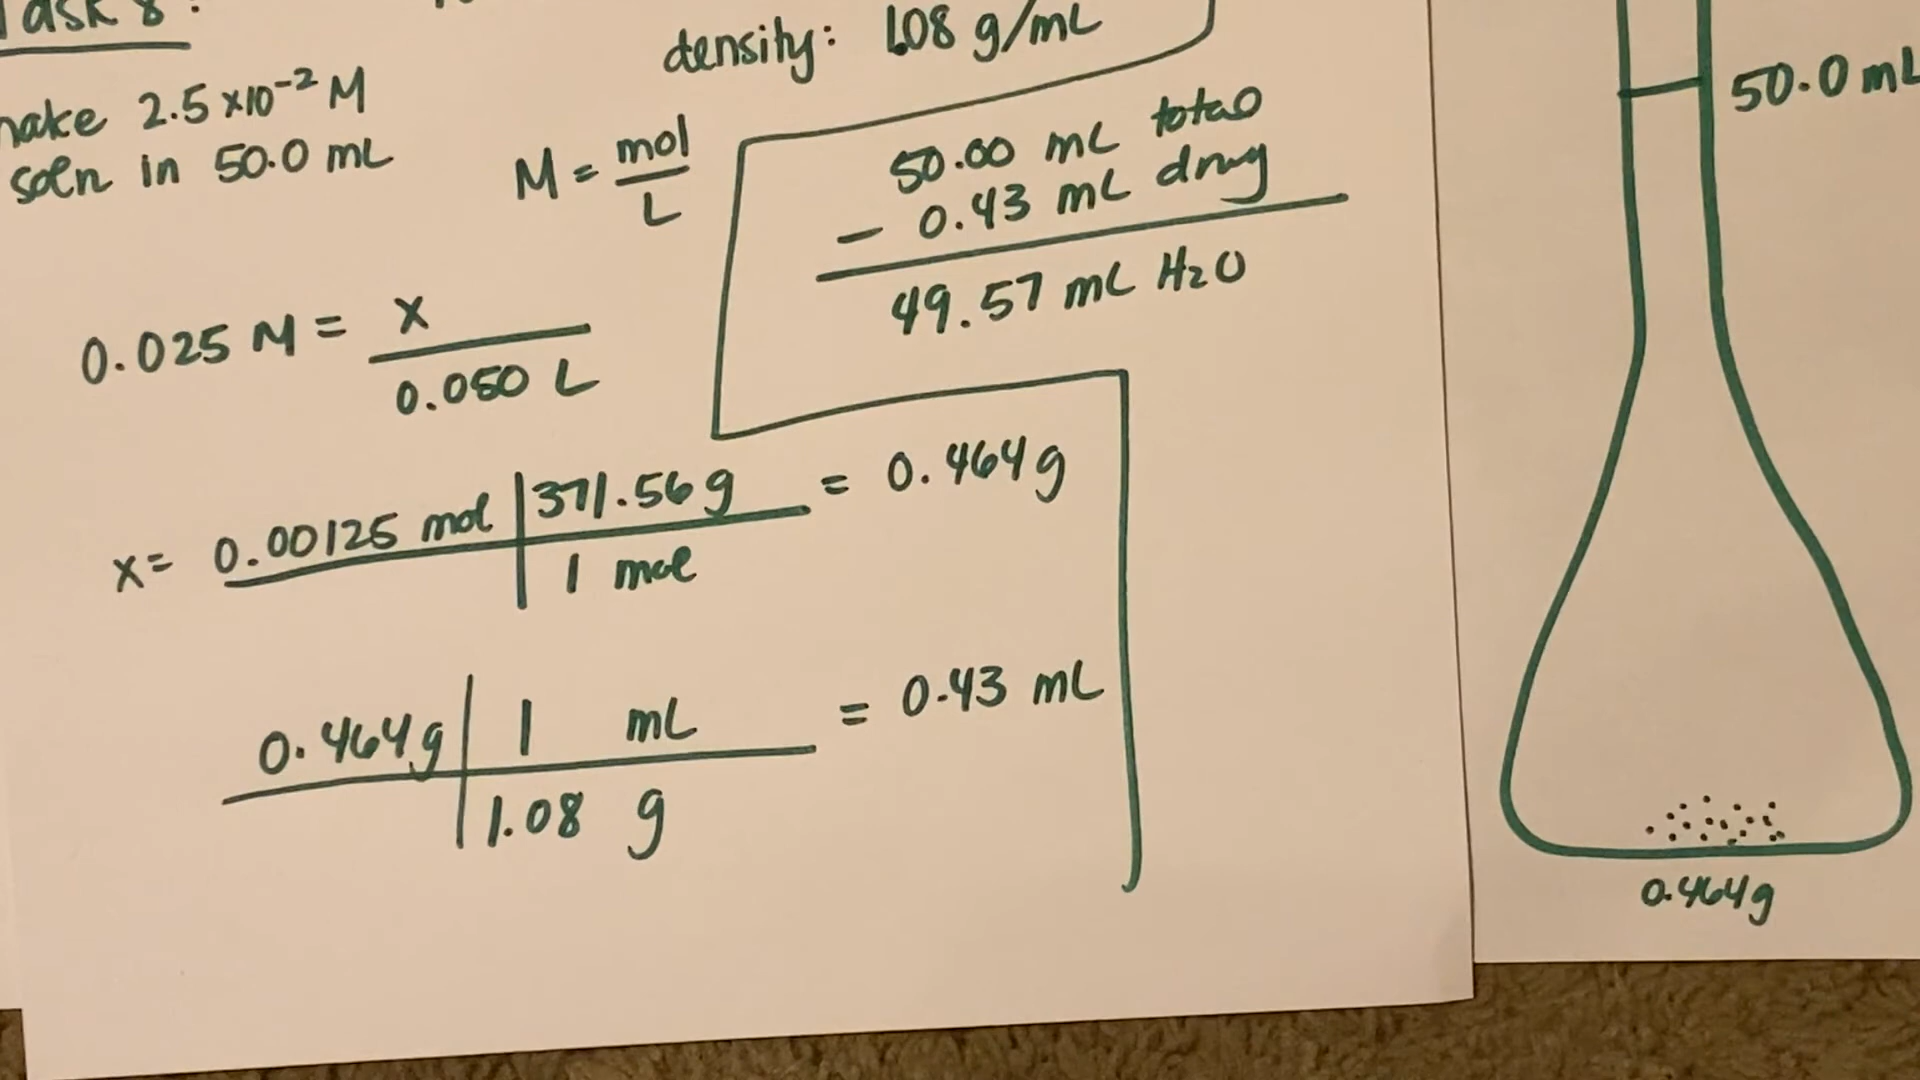 Task 8:
make 2.5 x10⁻² M
soln in 50.0 mL
density: 1.08 g/mL
M = mol
L
50.00 mL total
- 0.43 mL drug
49.57 mL H₂O
0.025 M = x
0.050 L
x = 0.00125 mol | 371.56 g = 0.464 g
1 mol
0.464 g | 1 mL = 0.43 mL
1.08 g
50.0 mL
0.464g